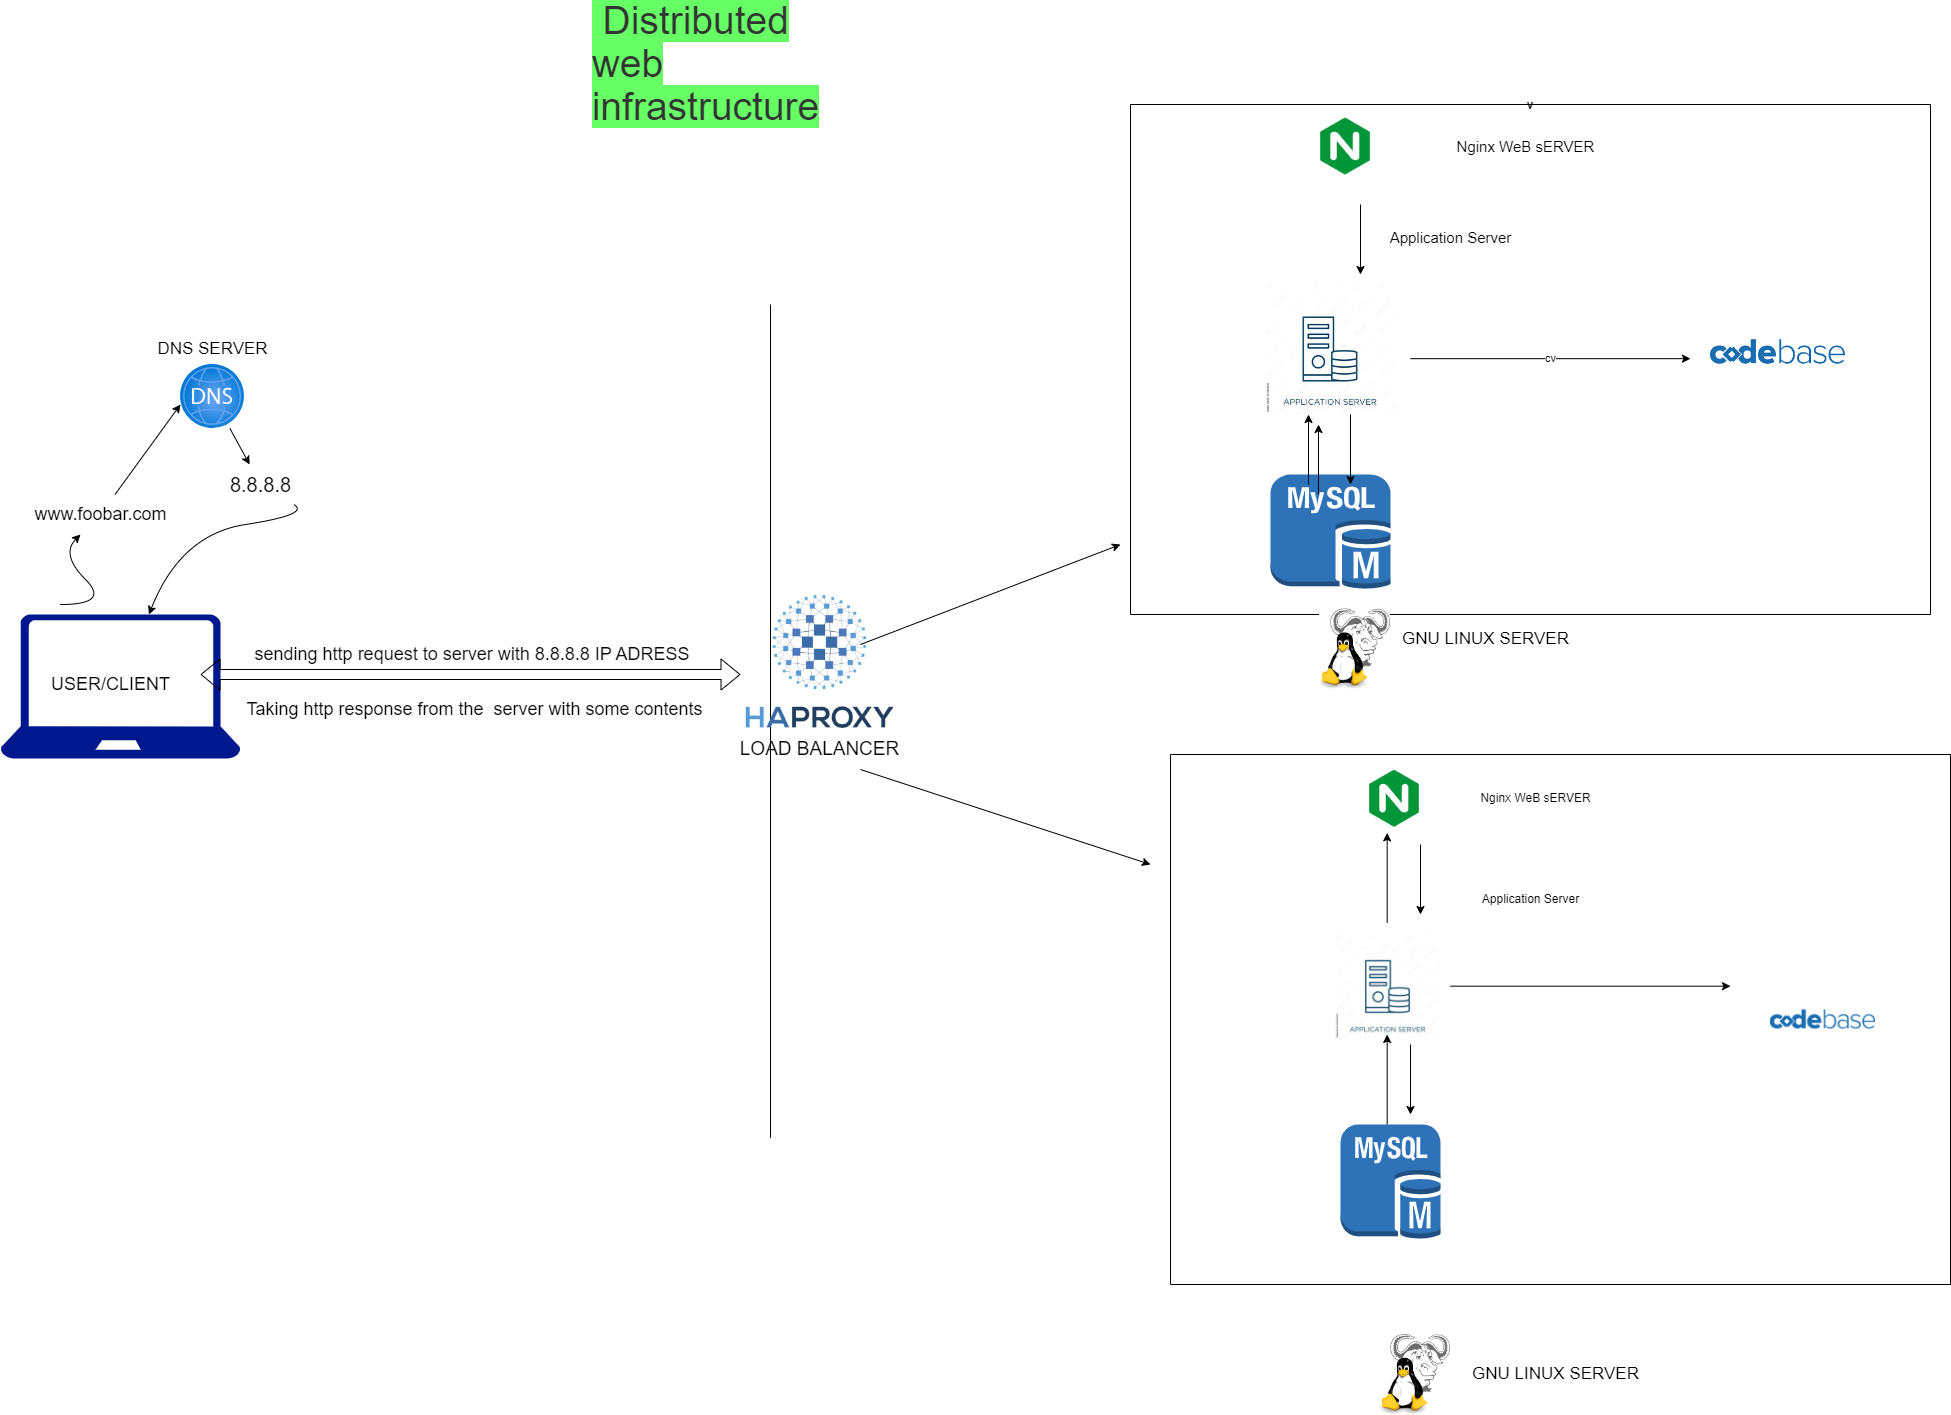 Distributed
web
infrastructure
v
Nginx WeB sERVER
Application Server
APPLICATION SERVER
cv
codebase
MySQL
M
GNU LINUX SERVER
DNS SERVER
DNS
8.8.8.8
www.foobar.com
USER/CLIENT
sending http request to server with 8.8.8.8 IP ADRESS
Taking http response from the server with some contents
HAPROXY
LOAD BALANCER
N
Nginx WeB sERVER
Application Server
APPLICATION SERVER
codebase
MySQL
M
GNU LINUX SERVER
N